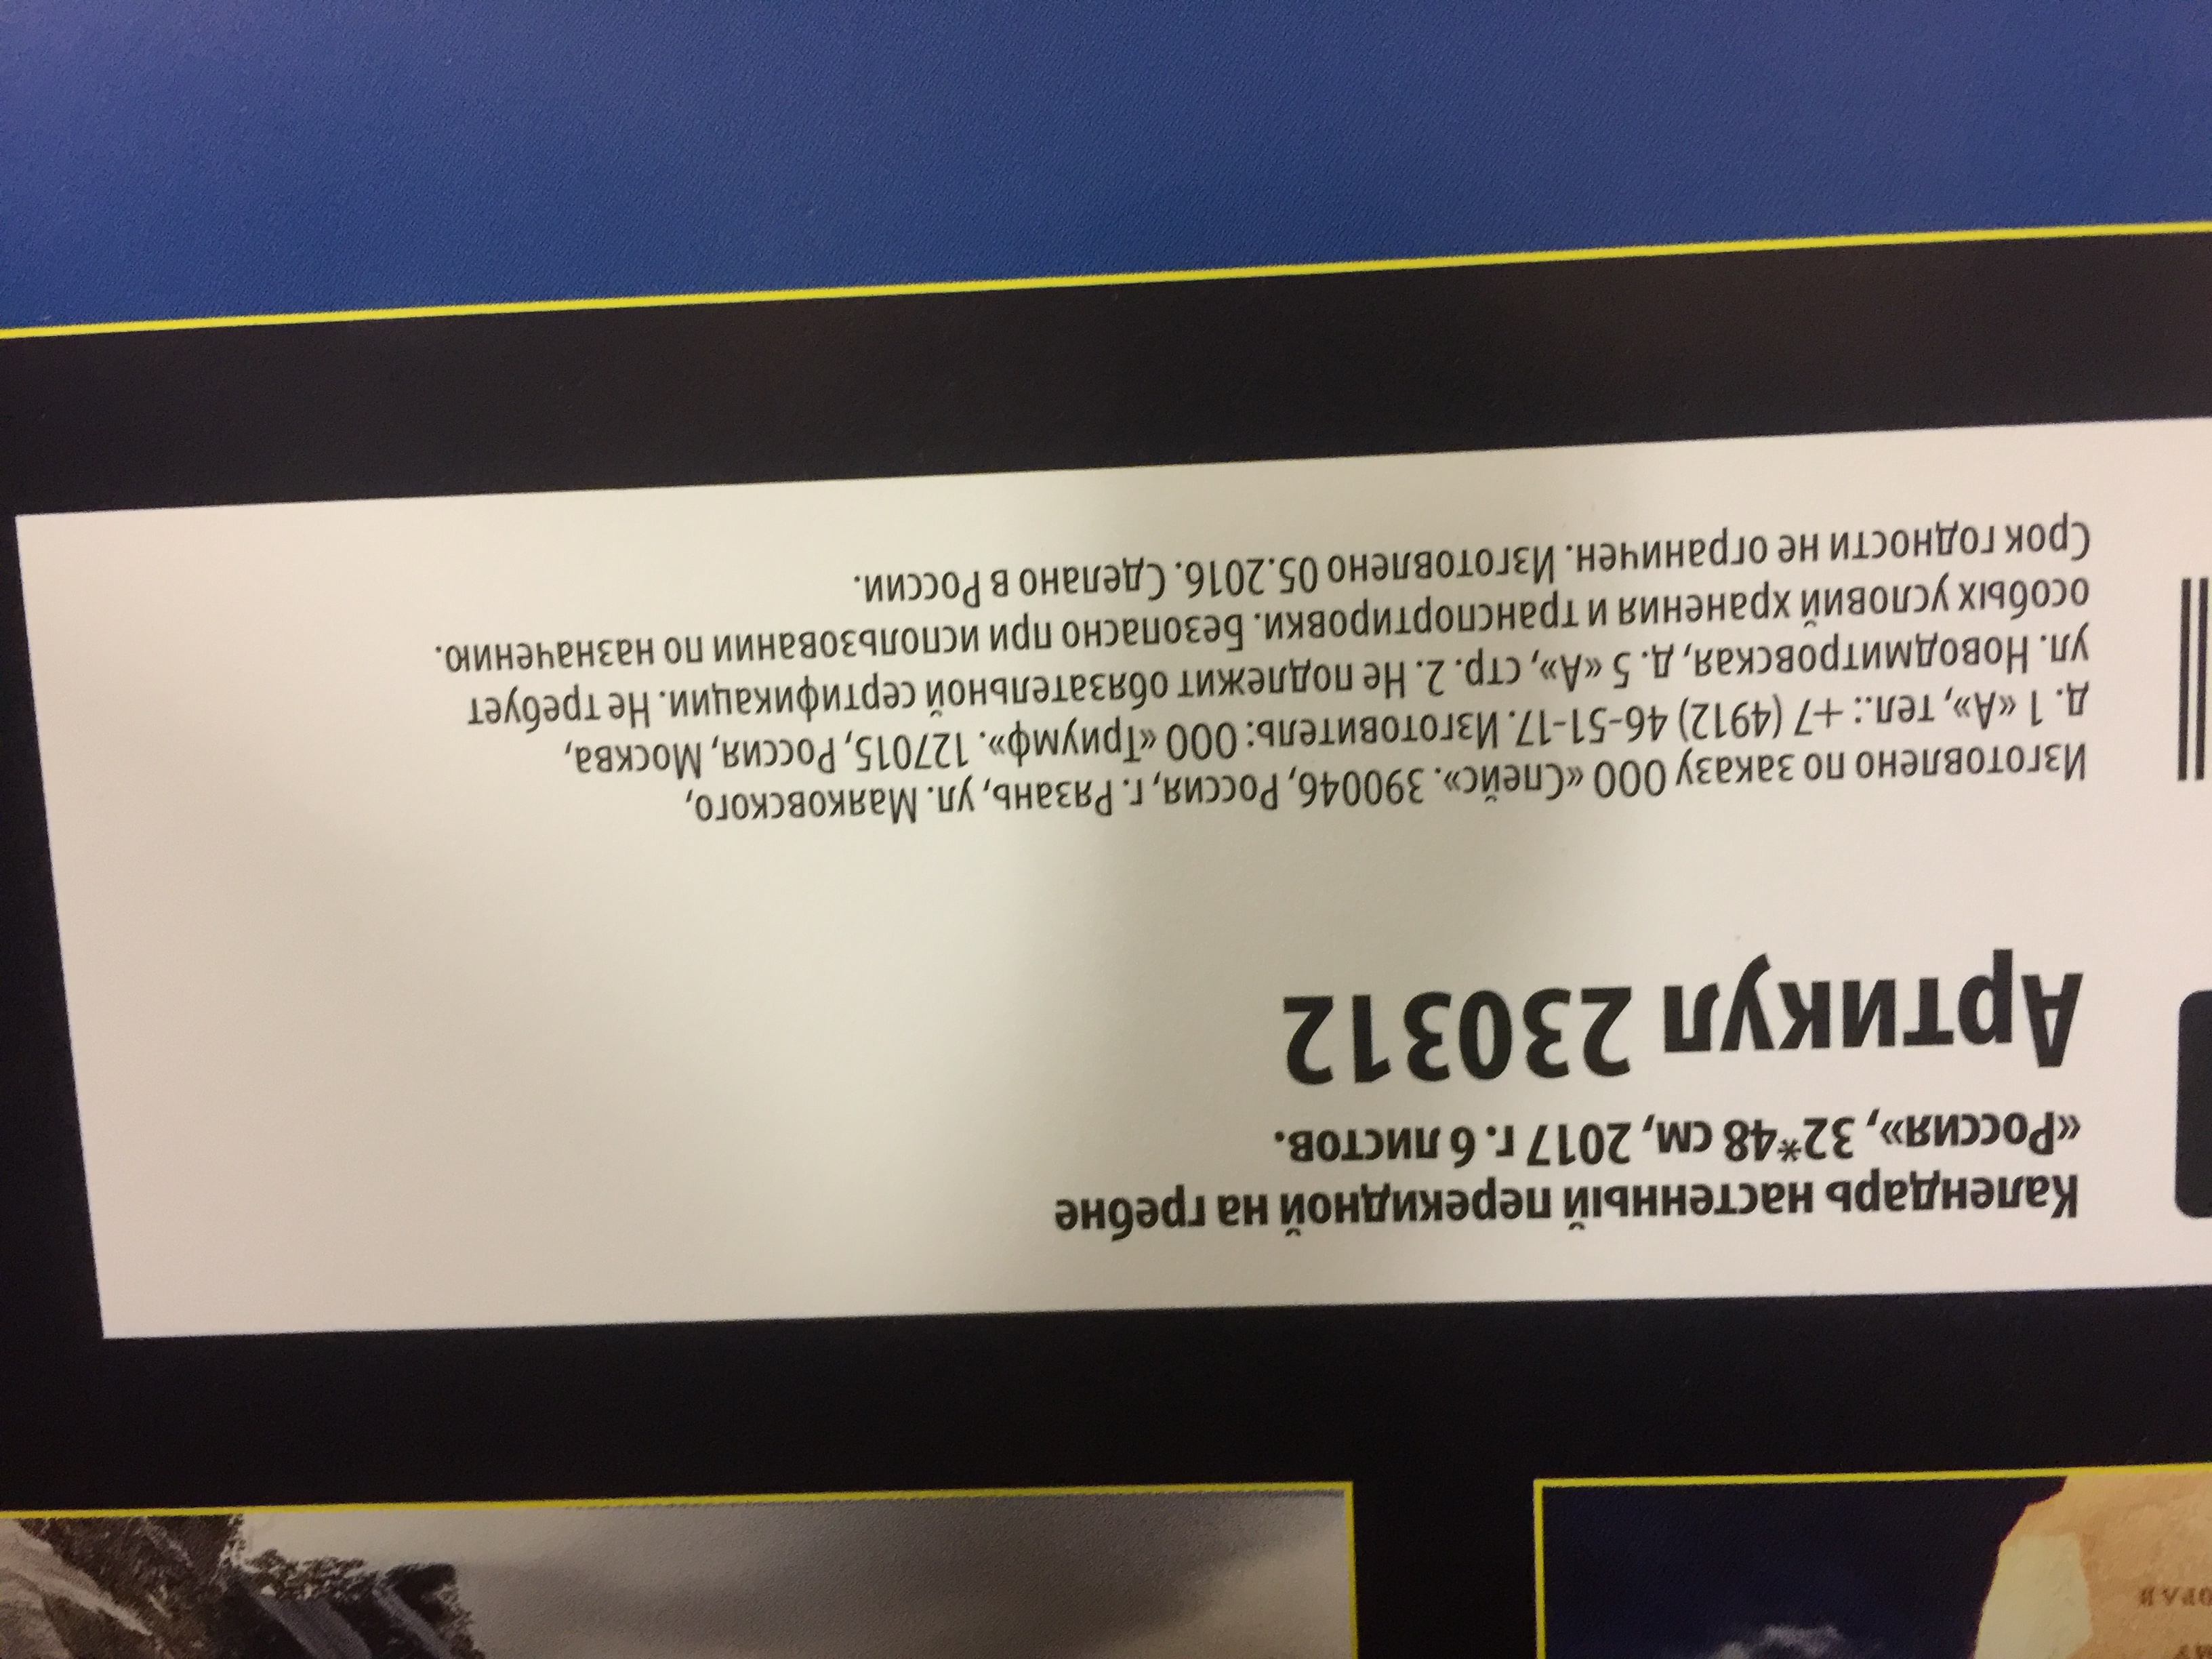 Календарь настенный перекидной на гребне
«Россия», 32*48 см, 2017 г. 6 листов.
Артикул 230312
Изготовлено по заказу ООО «Спейс». 390046, Россия, г. Рязань, ул. Маяковского,
д. 1 «А», тел.: +7 (4912) 46-51-17. Изготовитель: ООО «Триумф». 127015, Россия, Москва,
ул. Новодмитровская, д. 5 «А», стр. 2. Не подлежит обязательной сертификации. Не требует
особых условий хранения и транспортировки. Безопасно при использовании по назначению.
Срок годности не ограничен. Изготовлено 05.2016. Сделано в России.